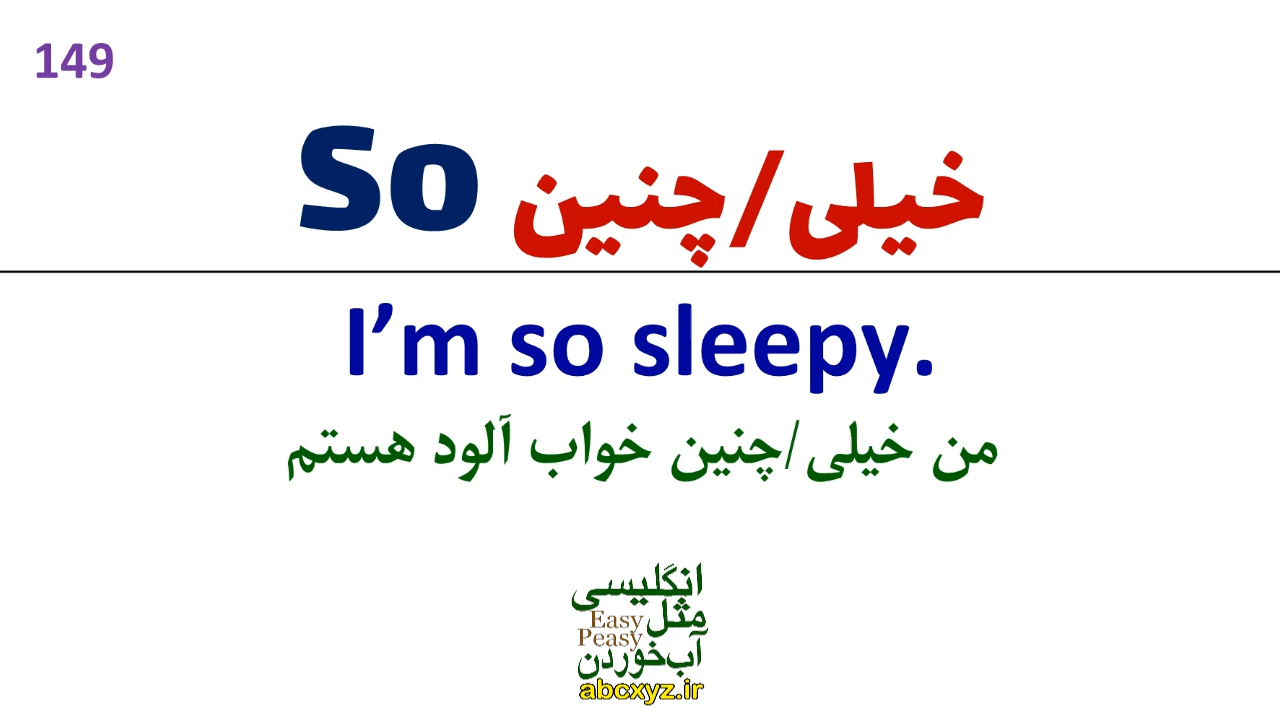 149
So خیلی/چنین
I’m so sleepy.
من خیلی/چنین خواب آلود هستم
انگلیسی
مثل
Easy
Peasy
آب‌خوردن
abcxyz.ir